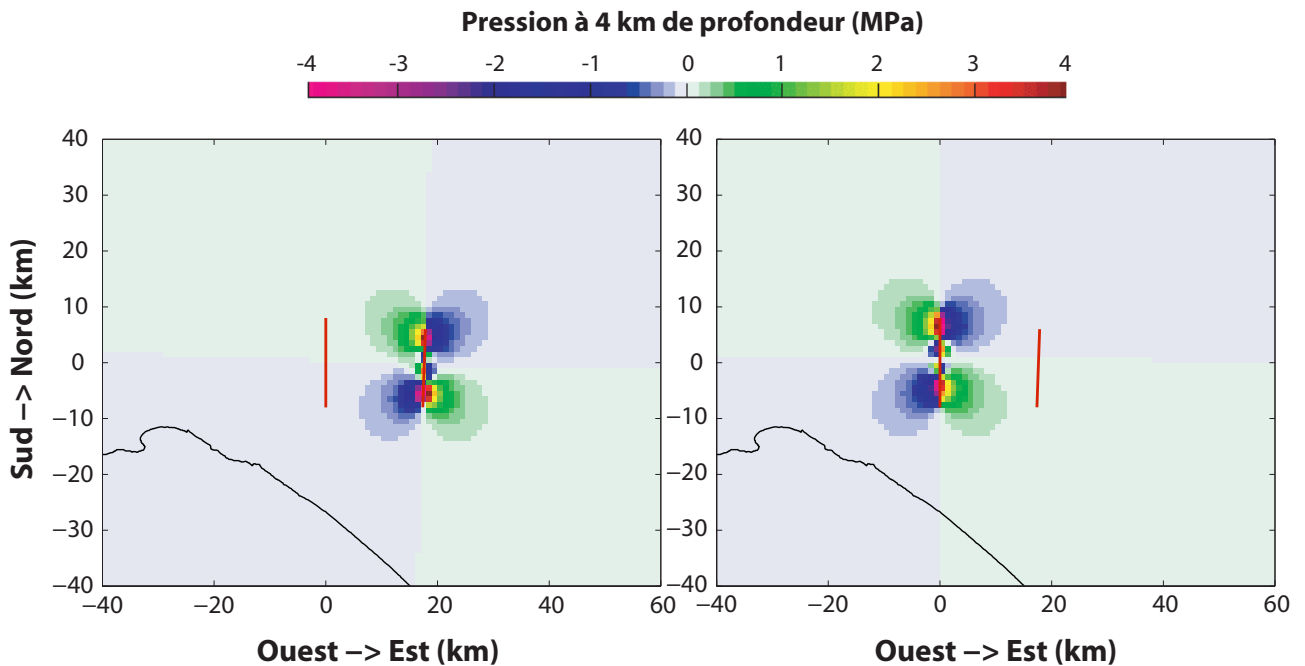 Pression à 4 km de profondeur (MPa)
-4 -3 -2 -1 0 1 2 3 4
40 40
30 30
20 20
10 10
0 0
−10 −10
−20 −20
−30 −30
−40 −40
−40 −20 0 20 40 60 −40 −20 0 20 40 60
Sud −> Nord (km)
Ouest −> Est (km) Ouest −> Est (km)